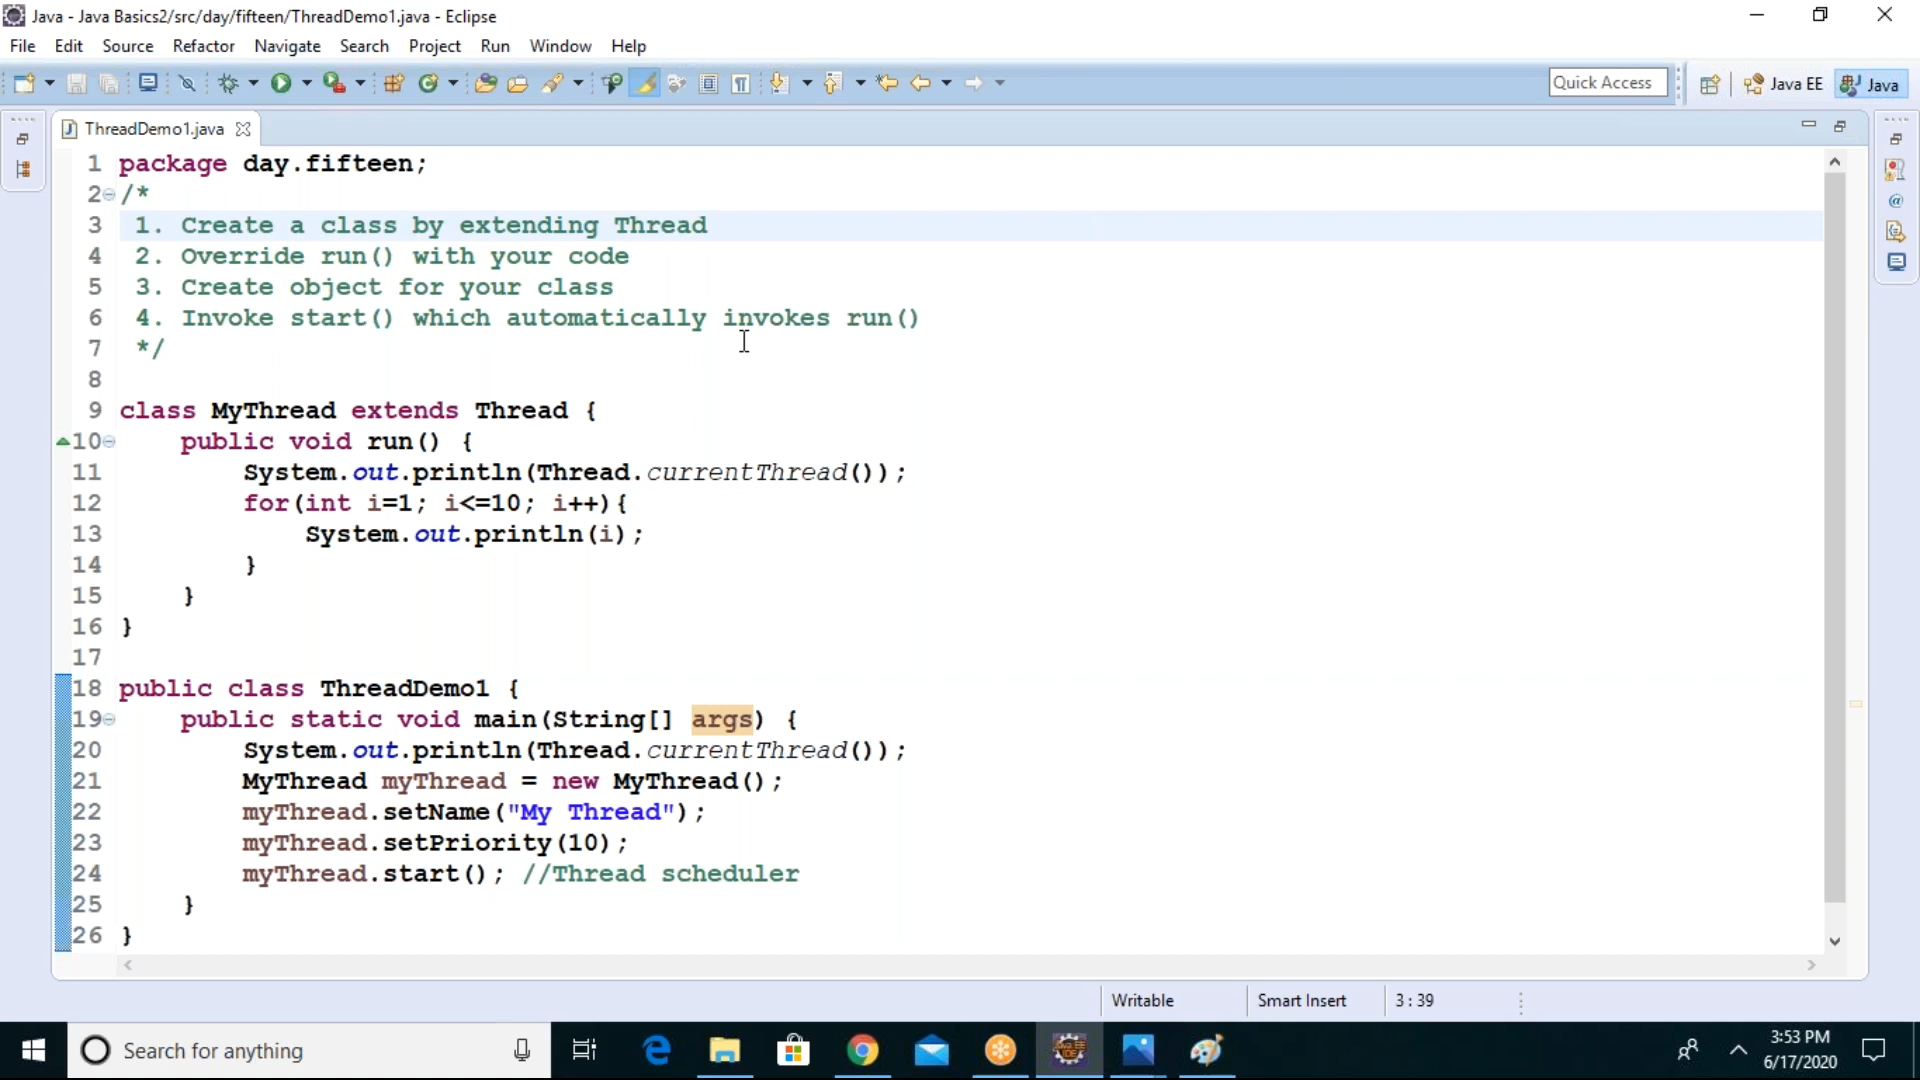 Java - Java Basics2/src/day/fifteen/ThreadDemo1.java - Eclipse
File Edit Source Refactor Navigate Search Project Run Window Help
Quick Access Java EE Java
ThreadDemo1.java
1 package day.fifteen;
2 /*
3 1. Create a class by extending Thread
4 2. Override run() with your code
5 3. Create object for your class
6 4. Invoke start() which automatically invokes run()
7 */
8
9 class MyThread extends Thread {
10 public void run() {
11 System.out.println(Thread.currentThread());
12 for(int i=1; i<=10; i++){
13 System.out.println(i);
14 }
15 }
16 }
17
18 public class ThreadDemo1 {
19 public static void main(String[] args) {
20 System.out.println(Thread.currentThread());
21 MyThread myThread = new MyThread();
22 myThread.setName("My Thread");
23 myThread.setPriority(10);
24 myThread.start(); //Thread scheduler
25 }
26 }
Writable Smart Insert 3 : 39
Search for anything
3:53 PM
6/17/2020